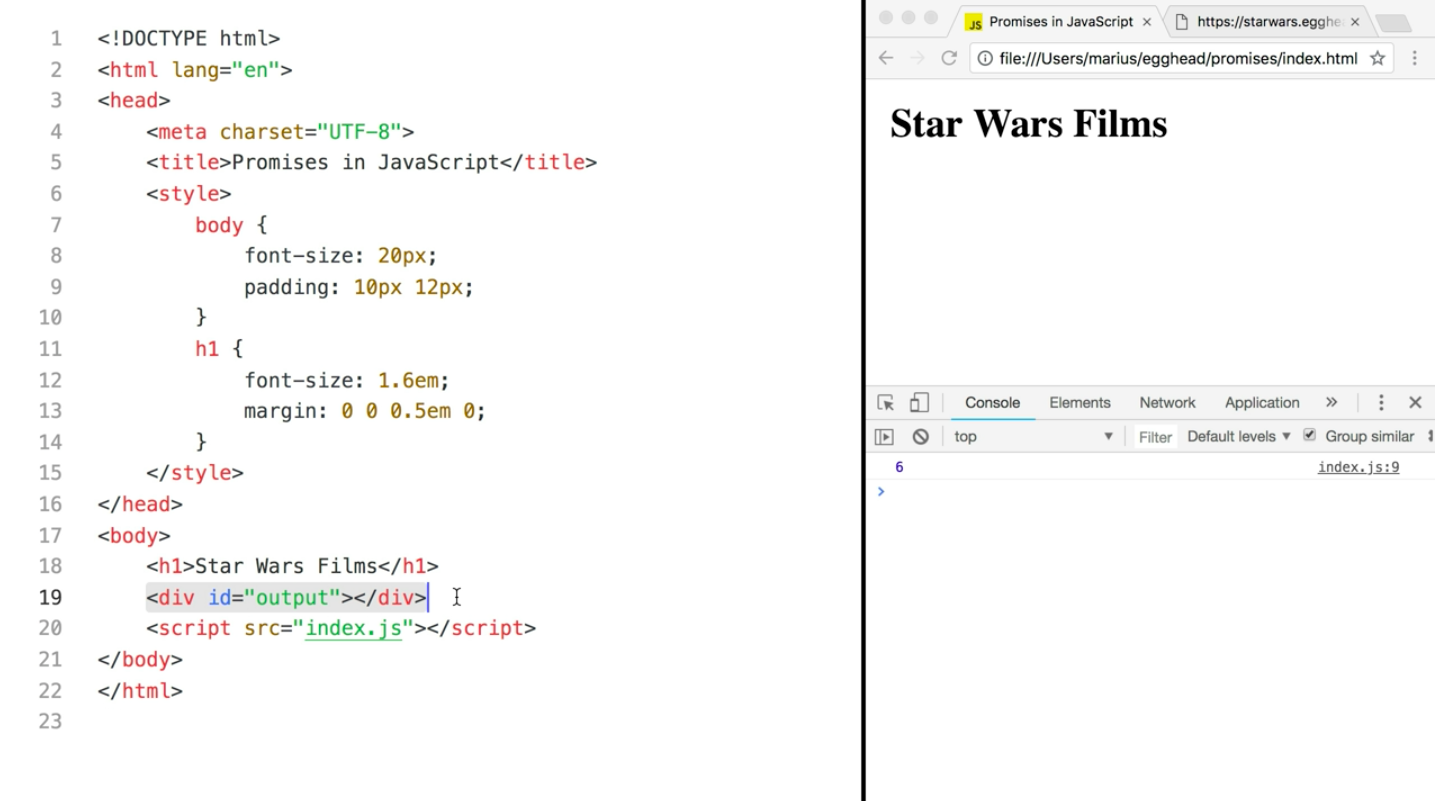 1 <!DOCTYPE html>
2 <html lang="en">
3 <head>
4 <meta charset="UTF-8">
5 <title>Promises in JavaScript</title>
6 <style>
7 body {
8 font-size: 20px;
9 padding: 10px 12px;
10 }
11 h1 {
12 font-size: 1.6em;
13 margin: 0 0 0.5em 0;
14 }
15 </style>
16 </head>
17 <body>
18 <h1>Star Wars Films</h1>
19 <div id="output"></div>
20 <script src="index.js"></script>
21 </body>
22 </html>
23
JS Promises in JavaScript × https://starwars.egghe ×
file:///Users/marius/egghead/promises/index.html
Star Wars Films
Console Elements Network Application »
top Filter Default levels Group similar
6 index.js:9